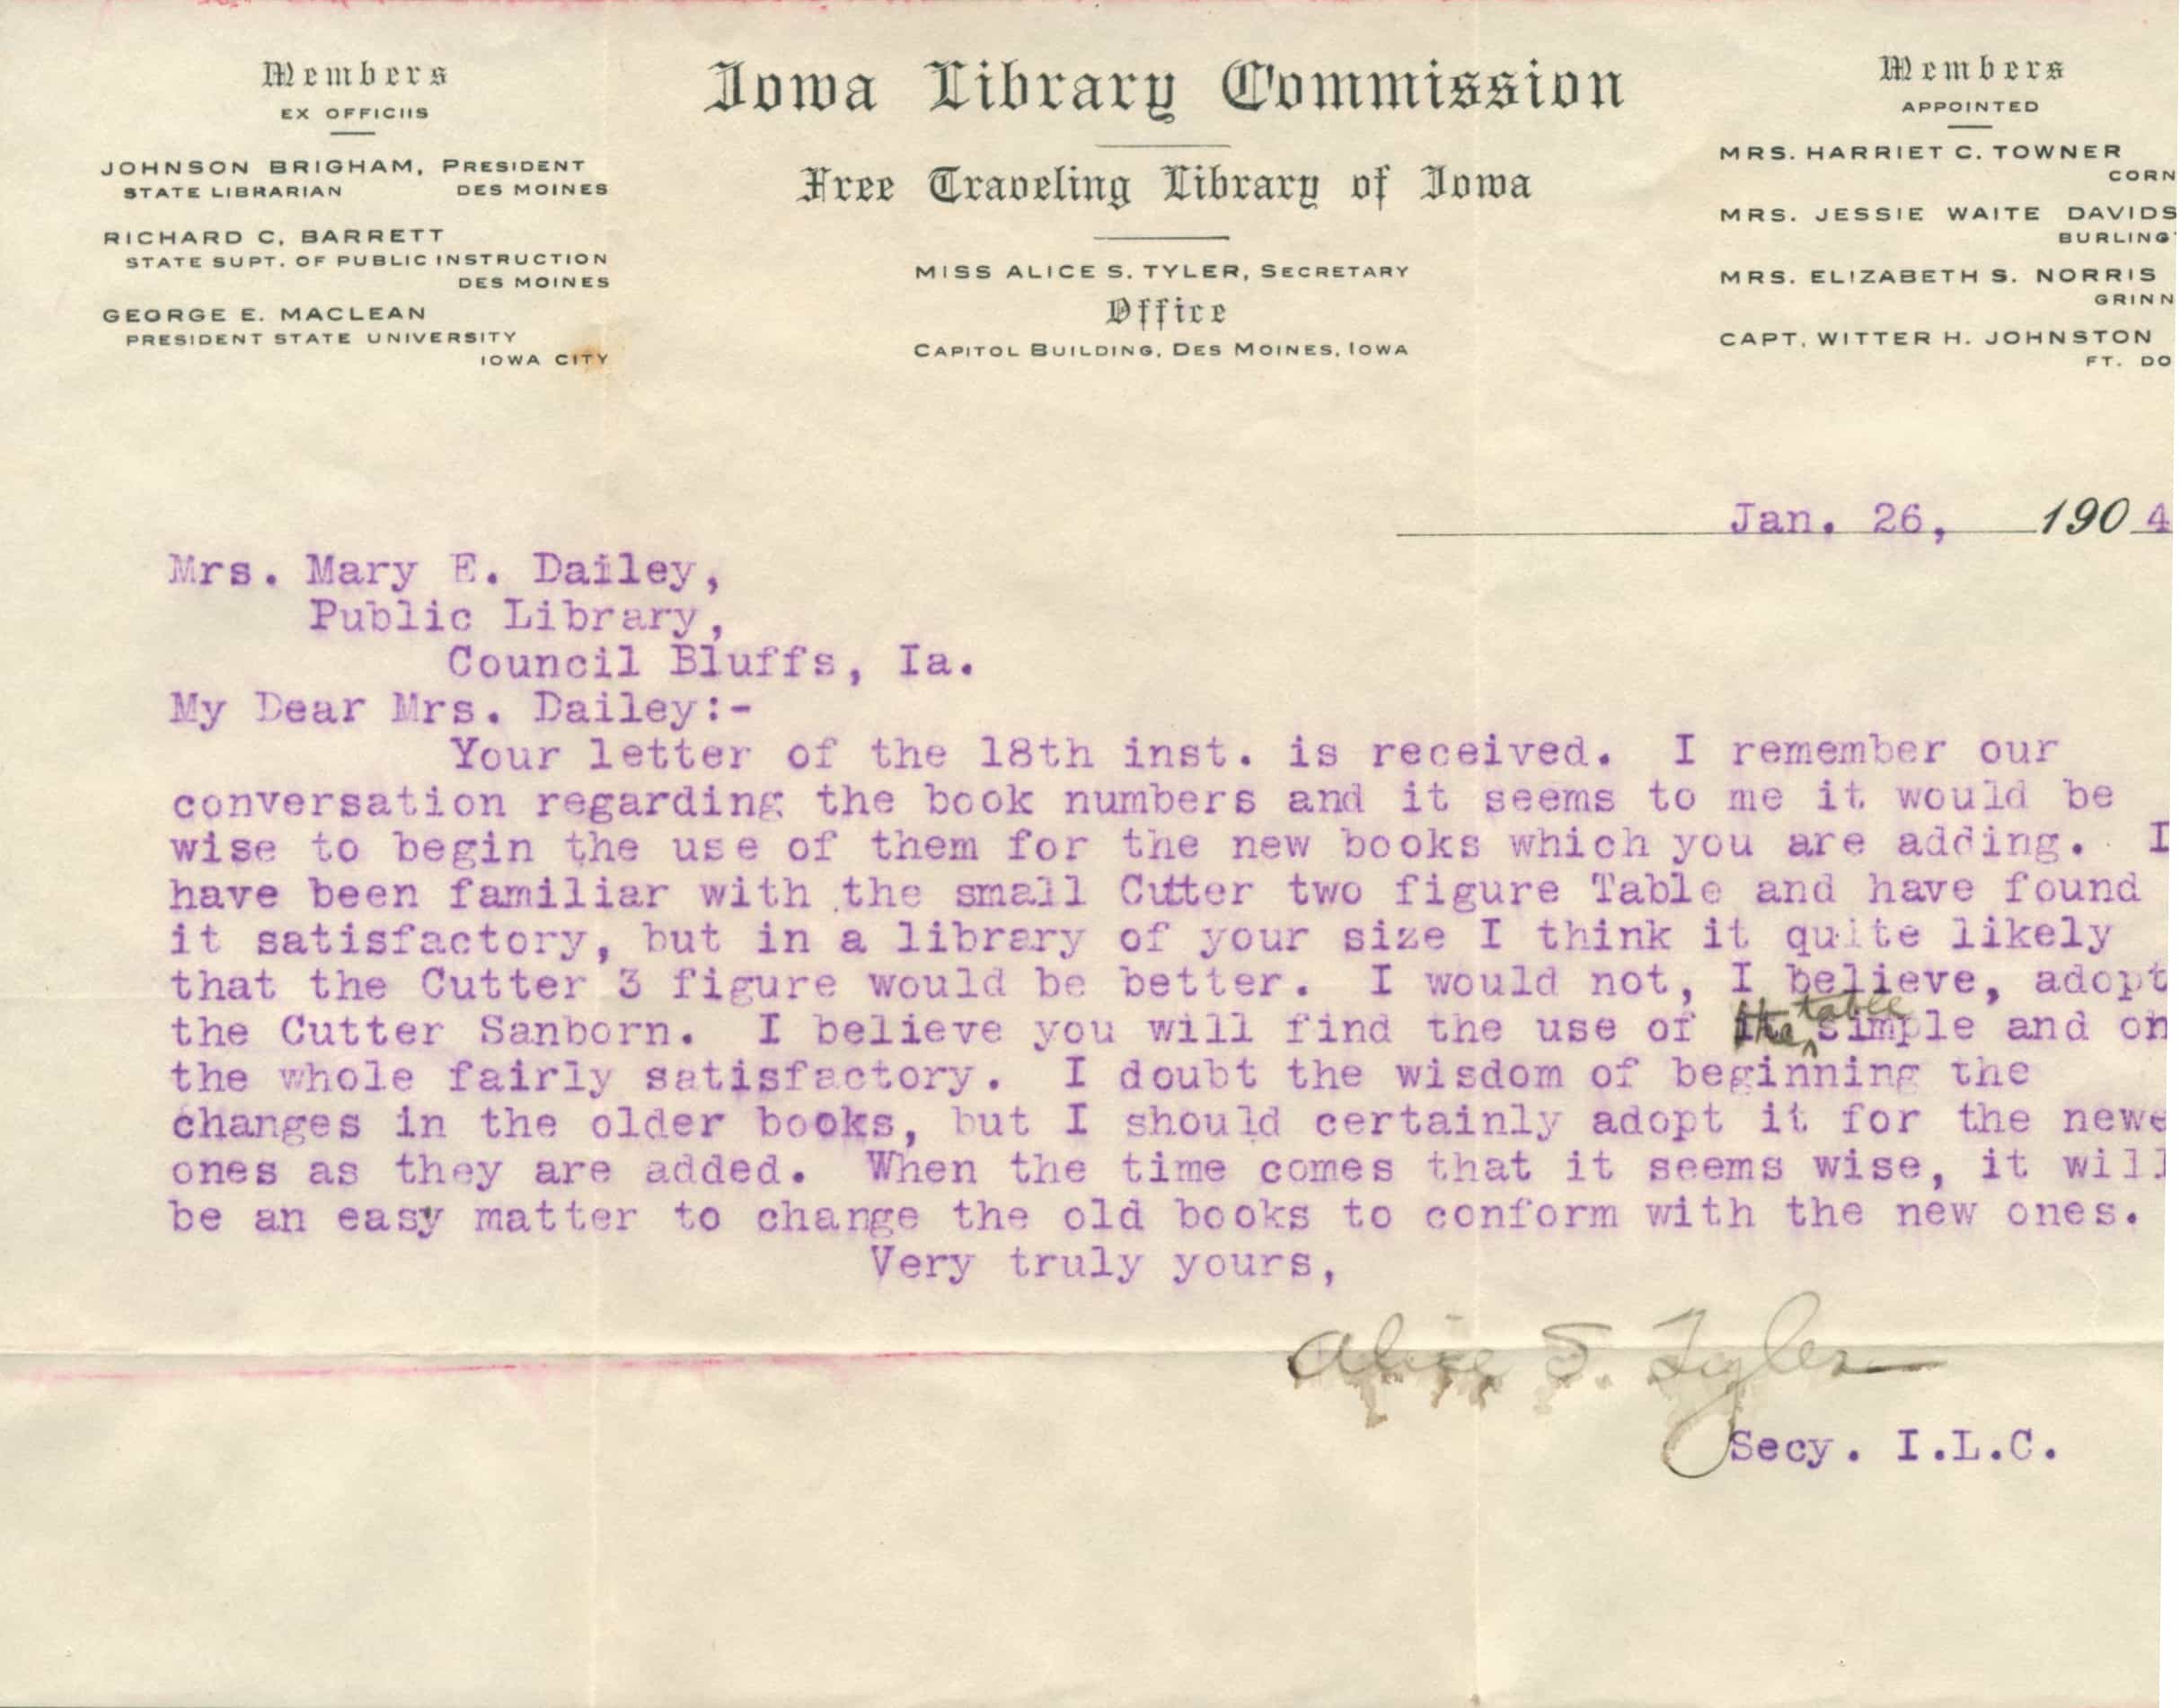 Members
EX OFFICIIS
JOHNSON BRIGHAM, PRESIDENT
STATE LIBRARIAN DES MOINES
RICHARD C. BARRETT
STATE SUPT. OF PUBLIC INSTRUCTION
DES MOINES
GEORGE E. MACLEAN
PRESIDENT STATE UNIVERSITY
IOWA CITY
Iowa Library Commission
Free Traveling Library of Iowa
MISS ALICE S. TYLER, SECRETARY
Office
CAPITOL BUILDING, DES MOINES, IOWA
Members
APPOINTED
MRS. HARRIET C. TOWNER
CORN
MRS. JESSIE WAITE DAVIDS
BURLING
MRS. ELIZABETH S. NORRIS
GRINN
CAPT. WITTER H. JOHNSTON
FT. DO
Jan. 26, 1904
Mrs. Mary E. Dailey,
Public Library,
Council Bluffs, Ia.
My Dear Mrs. Dailey:-
Your letter of the 18th inst. is received. I remember our
conversation regarding the book numbers and it seems to me it would be
wise to begin the use of them for the new books which you are adding. I
have been familiar with the small Cutter two figure Table and have found
it satisfactory, but in a library of your size I think it quite likely
that the Cutter 3 figure would be better. I would not, I believe, adopt
the Cutter Sanborn. I believe you will find the use of the table simple and on
the whole fairly satisfactory. I doubt the wisdom of beginning the
changes in the older books, but I should certainly adopt it for the newe
ones as they are added. When the time comes that it seems wise, it will
be an easy matter to change the old books to conform with the new ones.
Very truly yours,
Alice S. Tyler
Secy. I.L.C.